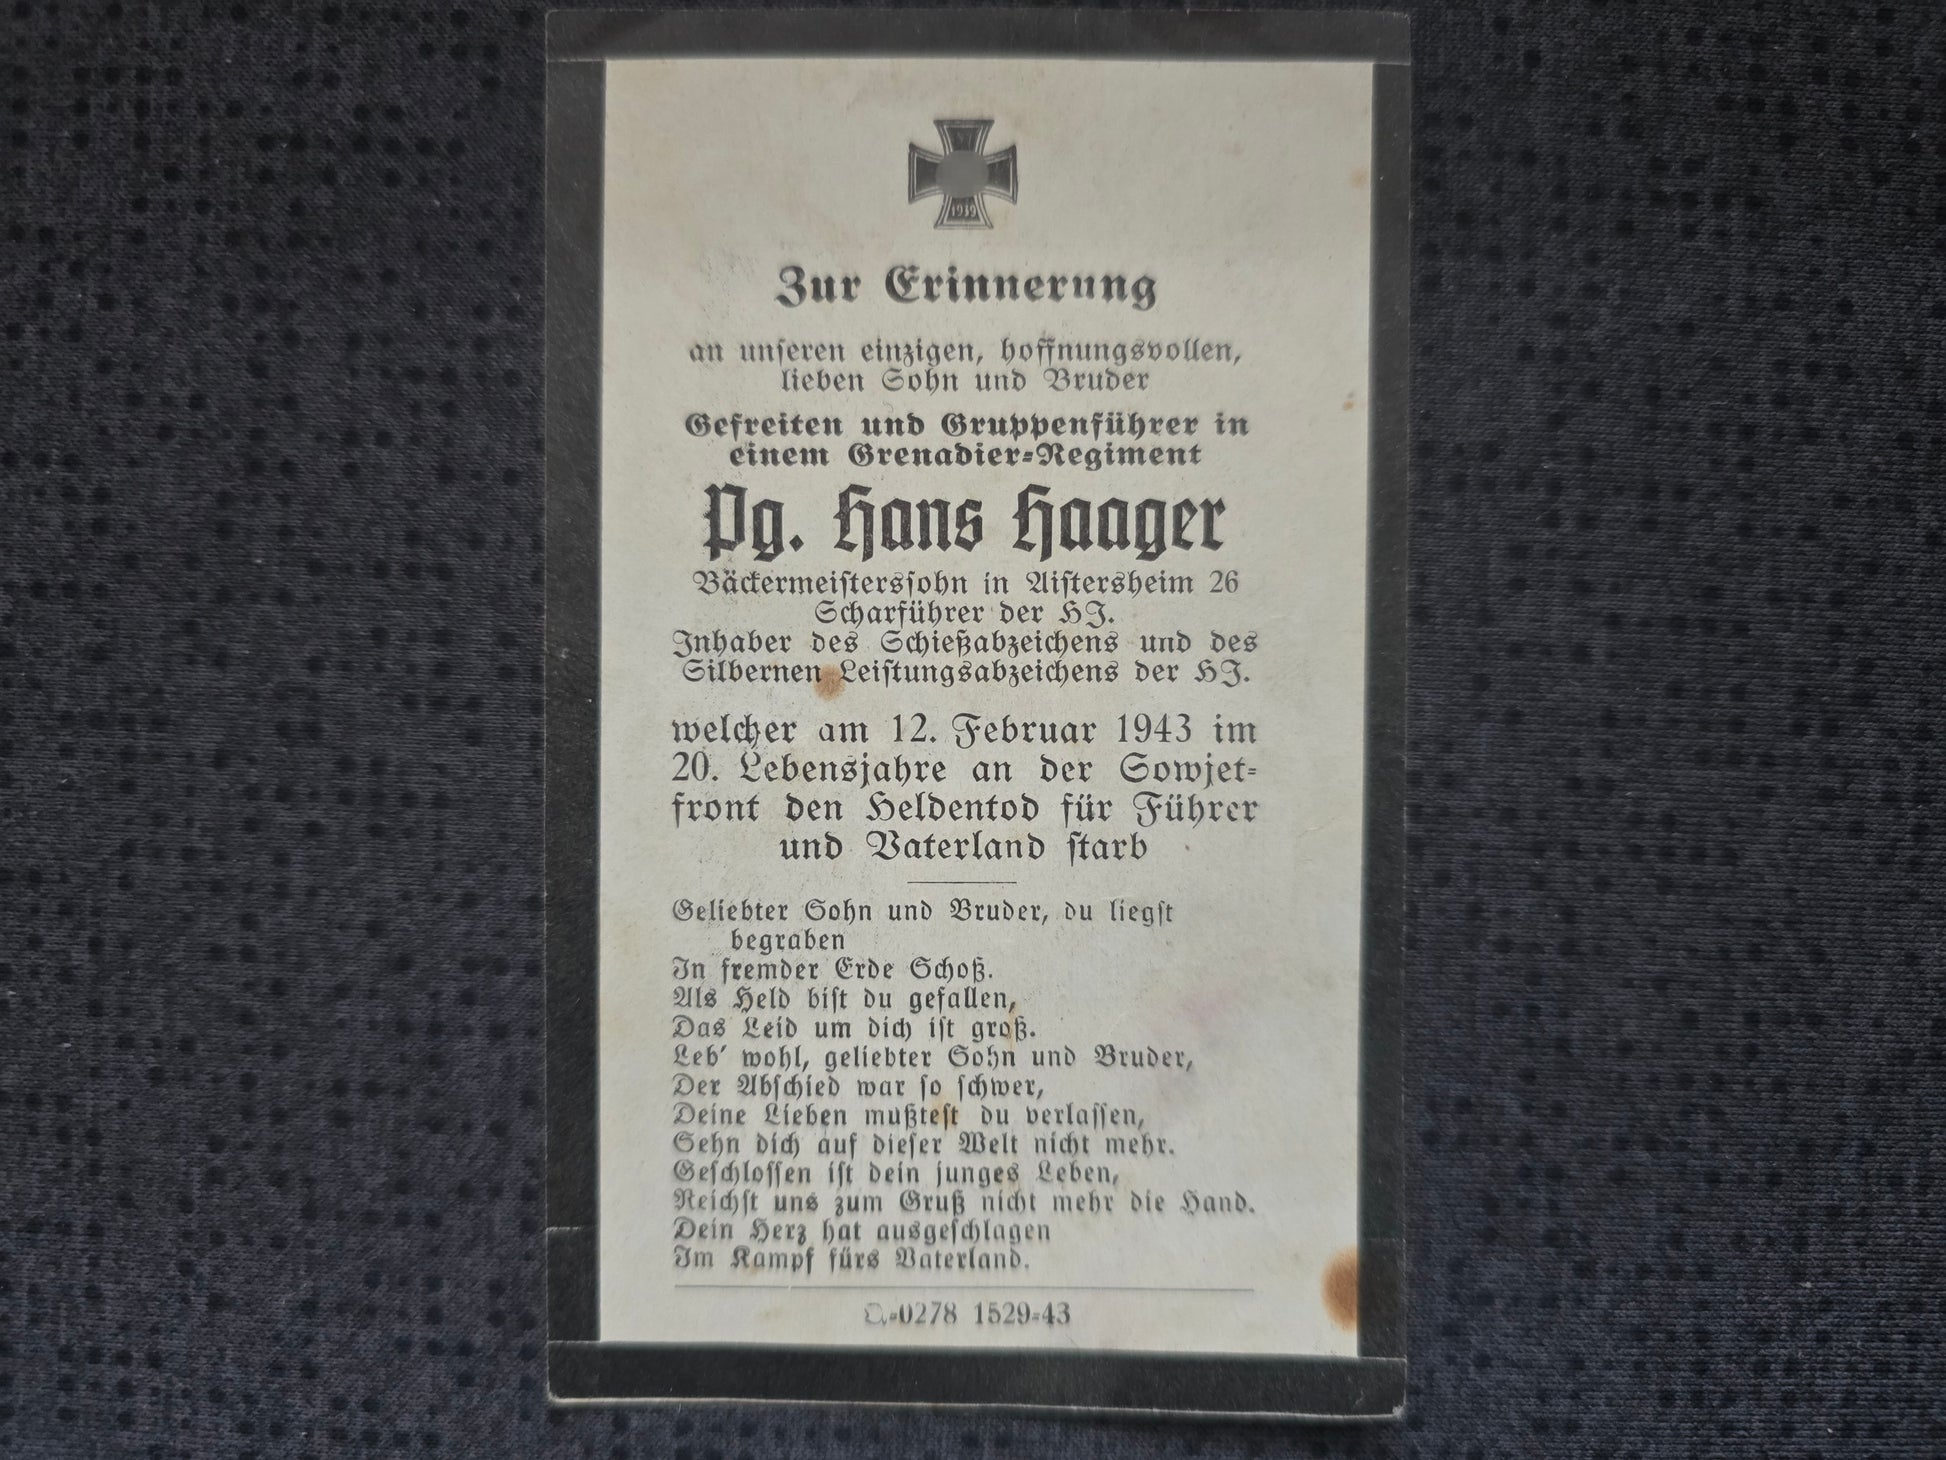 1939
Zur Erinnerung
an unseren einzigen, hoffnungsvollen,
lieben Sohn und Bruder
Gefreiten und Gruppenführer in
einem Grenadier-Regiment
Pg. Hans Haager
Bäckermeisterssohn in Aistersheim 26
Scharführer der HJ.
Inhaber des Schießabzeichens und des
Silbernen Leistungsabzeichens der HJ.
welcher am 12. Februar 1943 im
20. Lebensjahre an der Sowjet-
front den Heldentod für Führer
und Vaterland starb
Geliebter Sohn und Bruder, du liegst
begraben
In fremder Erde Schoß.
Als Held bist du gefallen,
Das Leid um dich ist groß.
Leb' wohl, geliebter Sohn und Bruder,
Der Abschied war so schwer,
Deine Lieben mußtest du verlassen,
Sehn dich auf dieser Welt nicht mehr.
Geschlossen ist dein junges Leben,
Reichst uns zum Gruß nicht mehr die Hand.
Dein Herz hat ausgeschlagen
Im Kampf fürs Vaterland.
Q-0278 1529-43